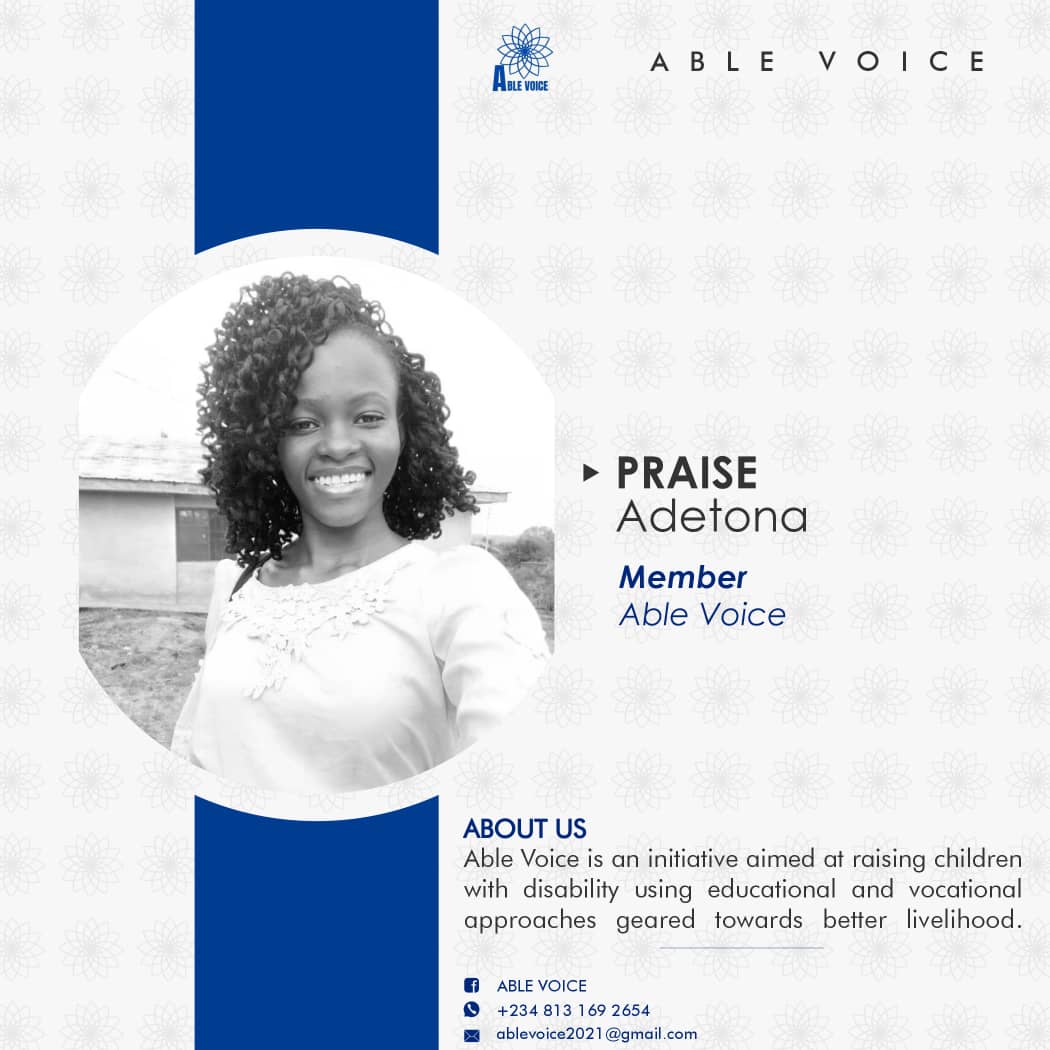 ABLE VOICE
ABLE VOICE
PRAISE
Adetona
Member
Able Voice
ABOUT US
Able Voice is an initiative aimed at raising children
with disability using educational and vocational
approaches geared towards better livelihood.
ABLE VOICE
+234 813 169 2654
ablevoice2021@gmail.com